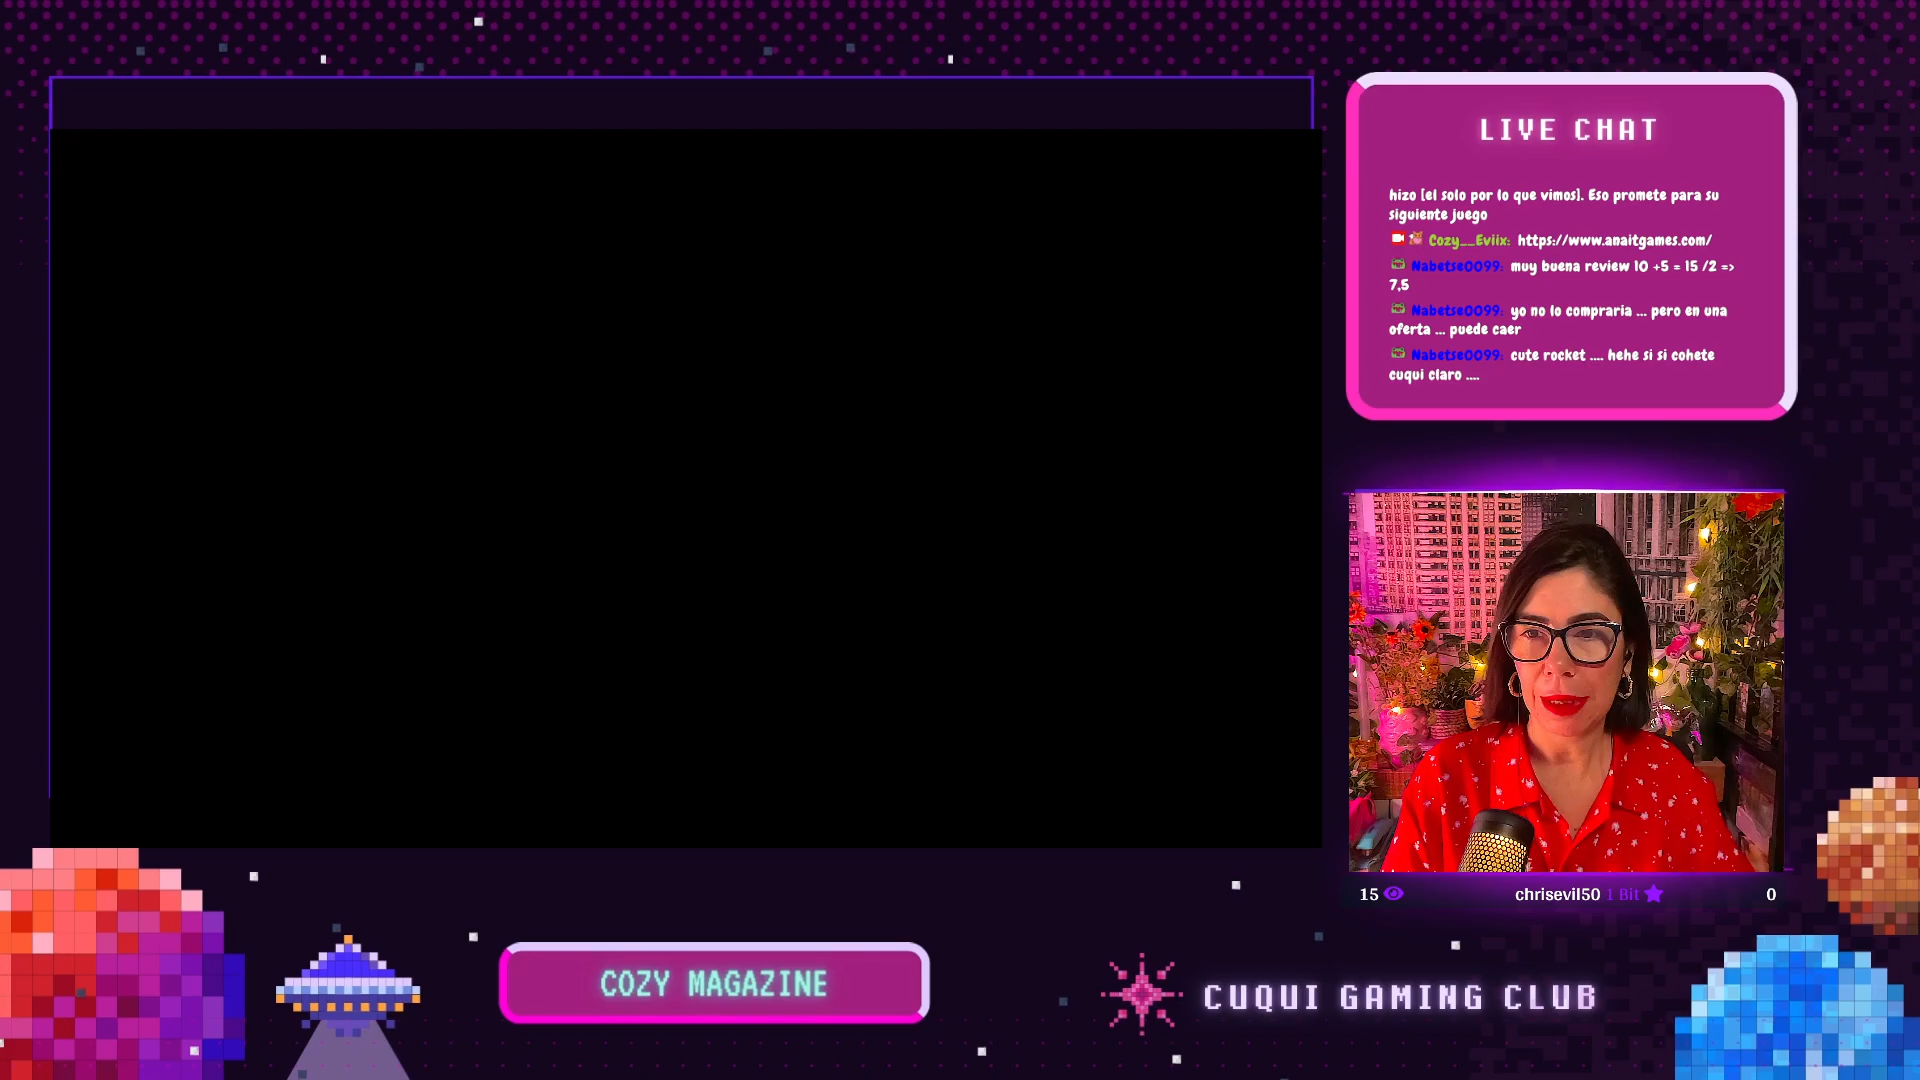 LIVE CHAT
hizo [el solo por lo que vimos]. Eso promete para su
siguiente juego
Cozy__Eviix: https://www.anaitgames.com/
Nabetse0099: muy buena review 10 +5 = 15 /2 =>
7,5
Nabetse0099: yo no lo compraria ... pero en una
oferta ... puede caer
Nabetse0099: cute rocket .... hehe si si cohete
cuqui claro ....
15
chrisevil50 1 Bit
0
COZY MAGAZINE
CUQUI GAMING CLUB